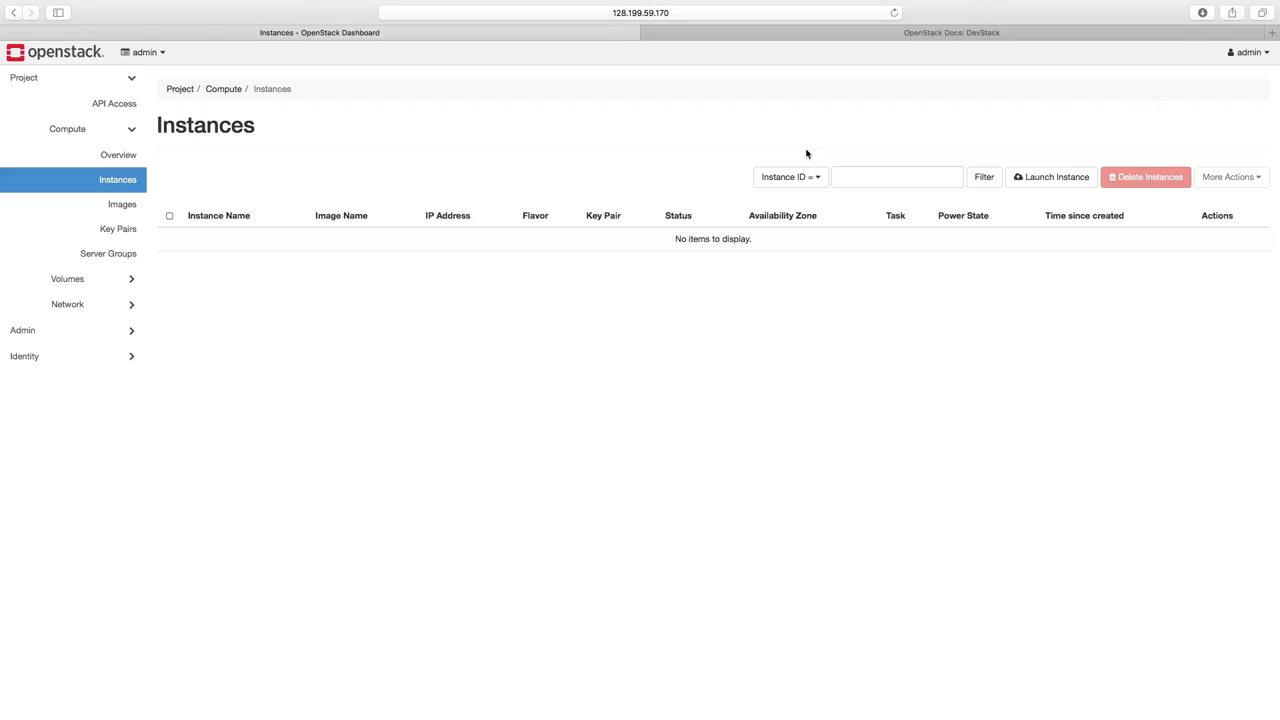 128.199.59.170
Instances - OpenStack Dashboard
OpenStack Docs: DevStack
openstack.
admin
admin
Project
API Access
Compute
Overview
Instances
Images
Key Pairs
Server Groups
Volumes
Network
Admin
Identity
Project / Compute / Instances
Instances
Instance ID = Filter Launch Instance Delete Instances More Actions
Instance Name Image Name IP Address Flavor Key Pair Status Availability Zone Task Power State Time since created Actions
No items to display.